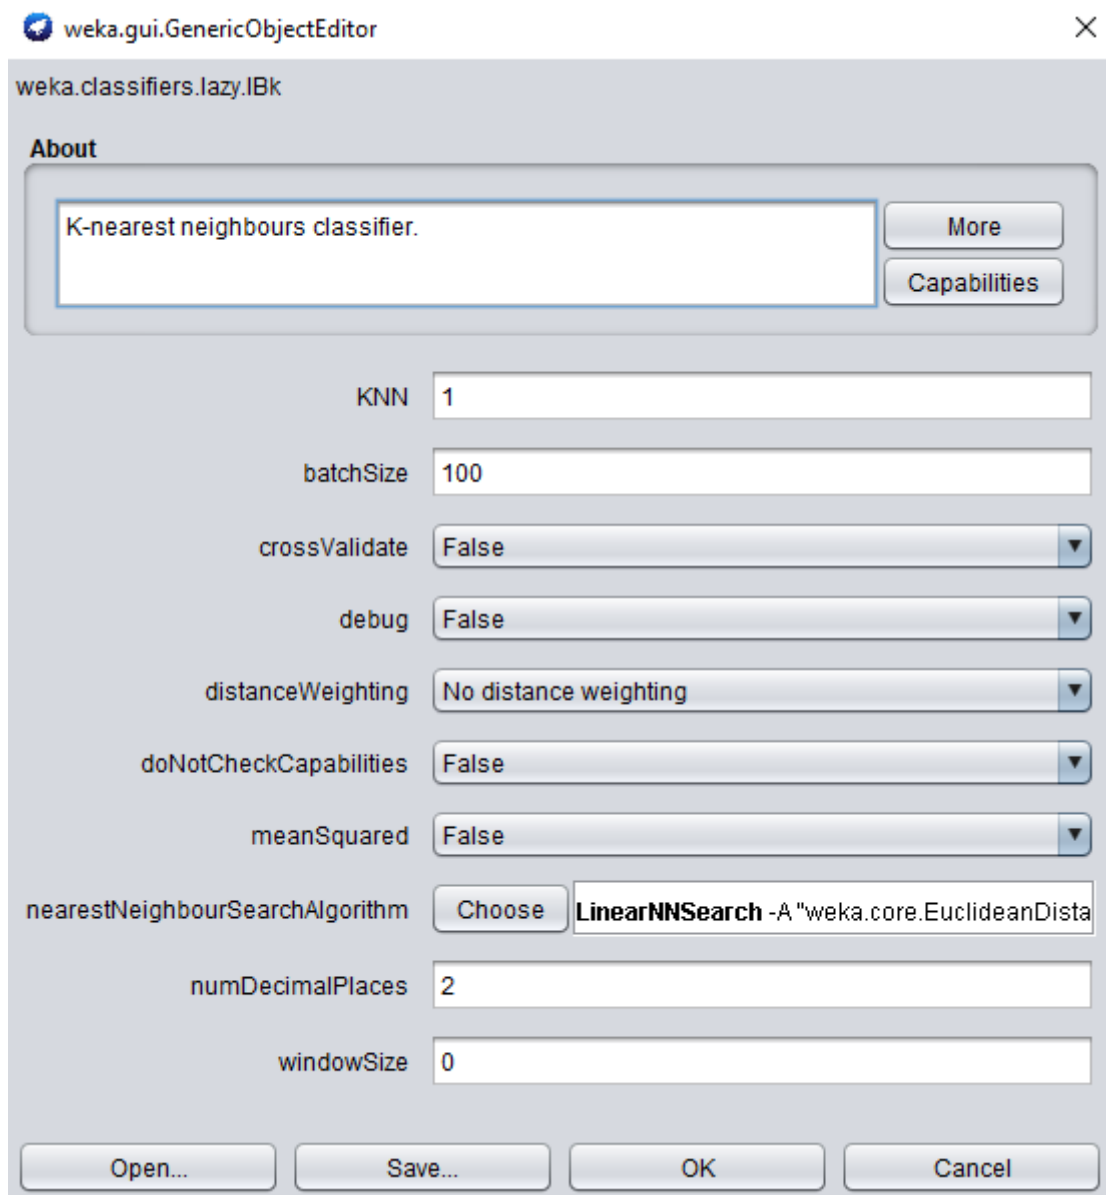 weka.gui.GenericObjectEditor
weka.classifiers.lazy.IBk
About
K-nearest neighbours classifier.
More
Capabilities
KNN 1
batchSize 100
crossValidate False
debug False
distanceWeighting No distance weighting
doNotCheckCapabilities False
meanSquared False
nearestNeighbourSearchAlgorithm Choose LinearNNSearch -A "weka.core.EuclideanDista
numDecimalPlaces 2
windowSize 0
Open... Save... OK Cancel